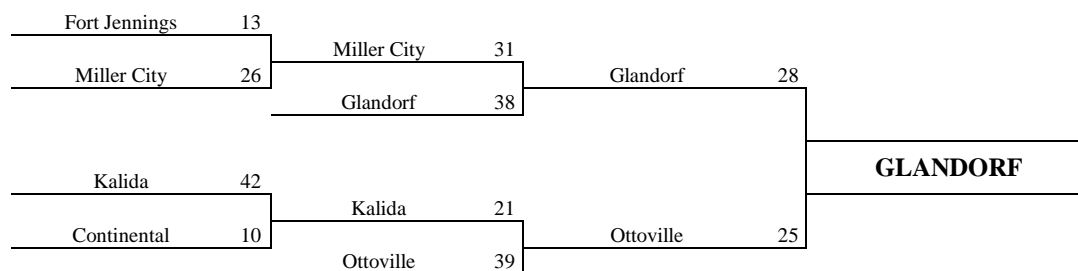 Fort Jennings 13
Miller City 31
Miller City 26
Glandorf 28
Glandorf 38
GLANDORF
Kalida 42
Kalida 21
Continental 10
Ottoville 25
Ottoville 39